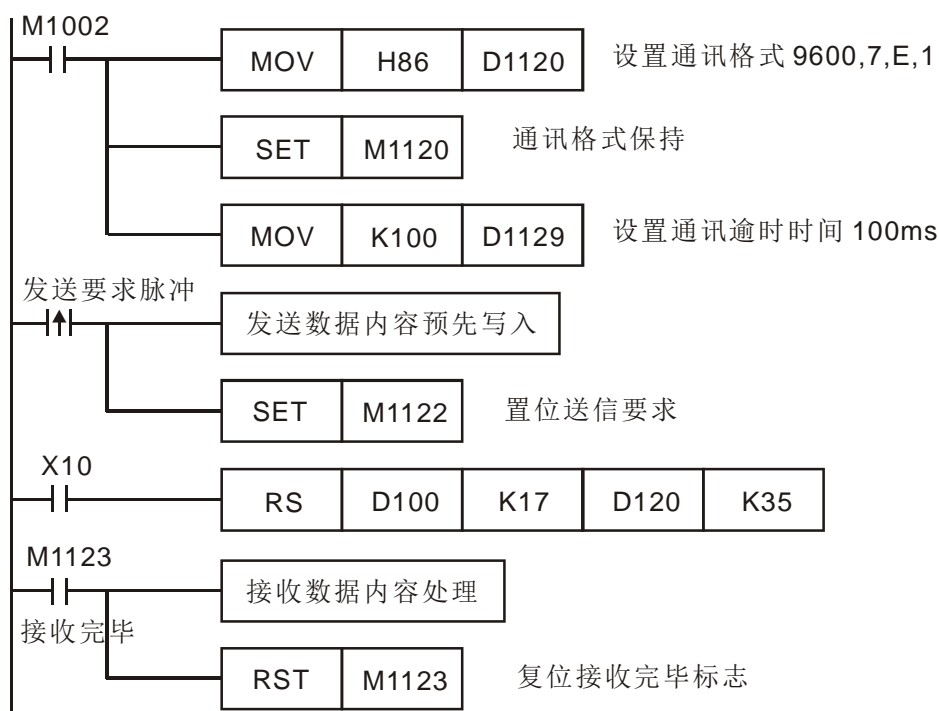 M1002
MOV H86 D1120 设置通讯格式 9600,7,E,1
SET M1120 通讯格式保持
MOV K100 D1129 设置通讯逾时时间 100ms
发送要求脉冲
发送数据内容预先写入
SET M1122 置位送信要求
X10
RS D100 K17 D120 K35
M1123
接收数据内容处理
接收完毕
RST M1123 复位接收完毕标志